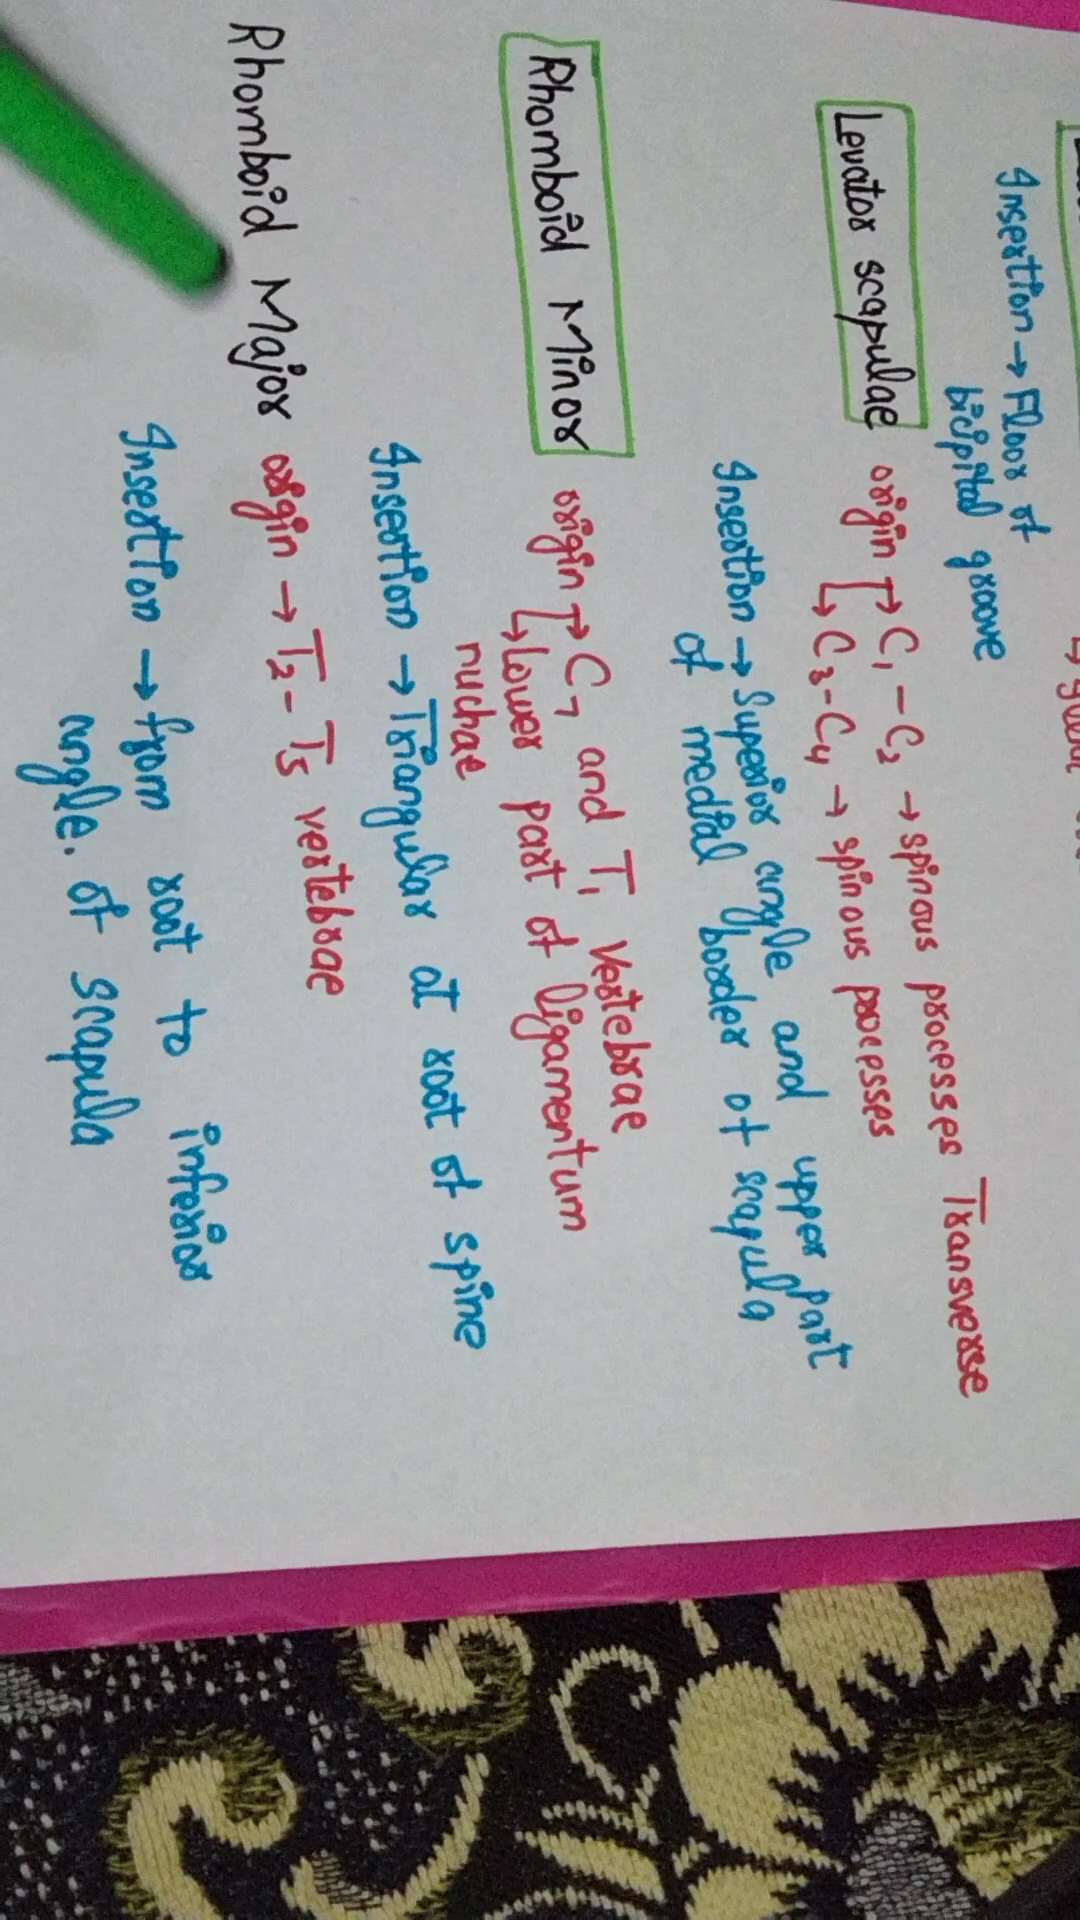 Insertion → Floor of
bicipital groove
Levator scapulae origin → C1 - C2 → spinous processes Transverse
→ C3 - C4 → spinous processes
Insertion → Superior angle and upper part
of medial border of scapula
Rhomboid Minor origin → C7 and T1 vertebrae
→ lower part of ligamentum
nuchae
Insertion → Triangular at root of spine
Rhomboid Major origin → T2 - T5 vertebrae
Insertion → from root to inferior
angle. of scapula